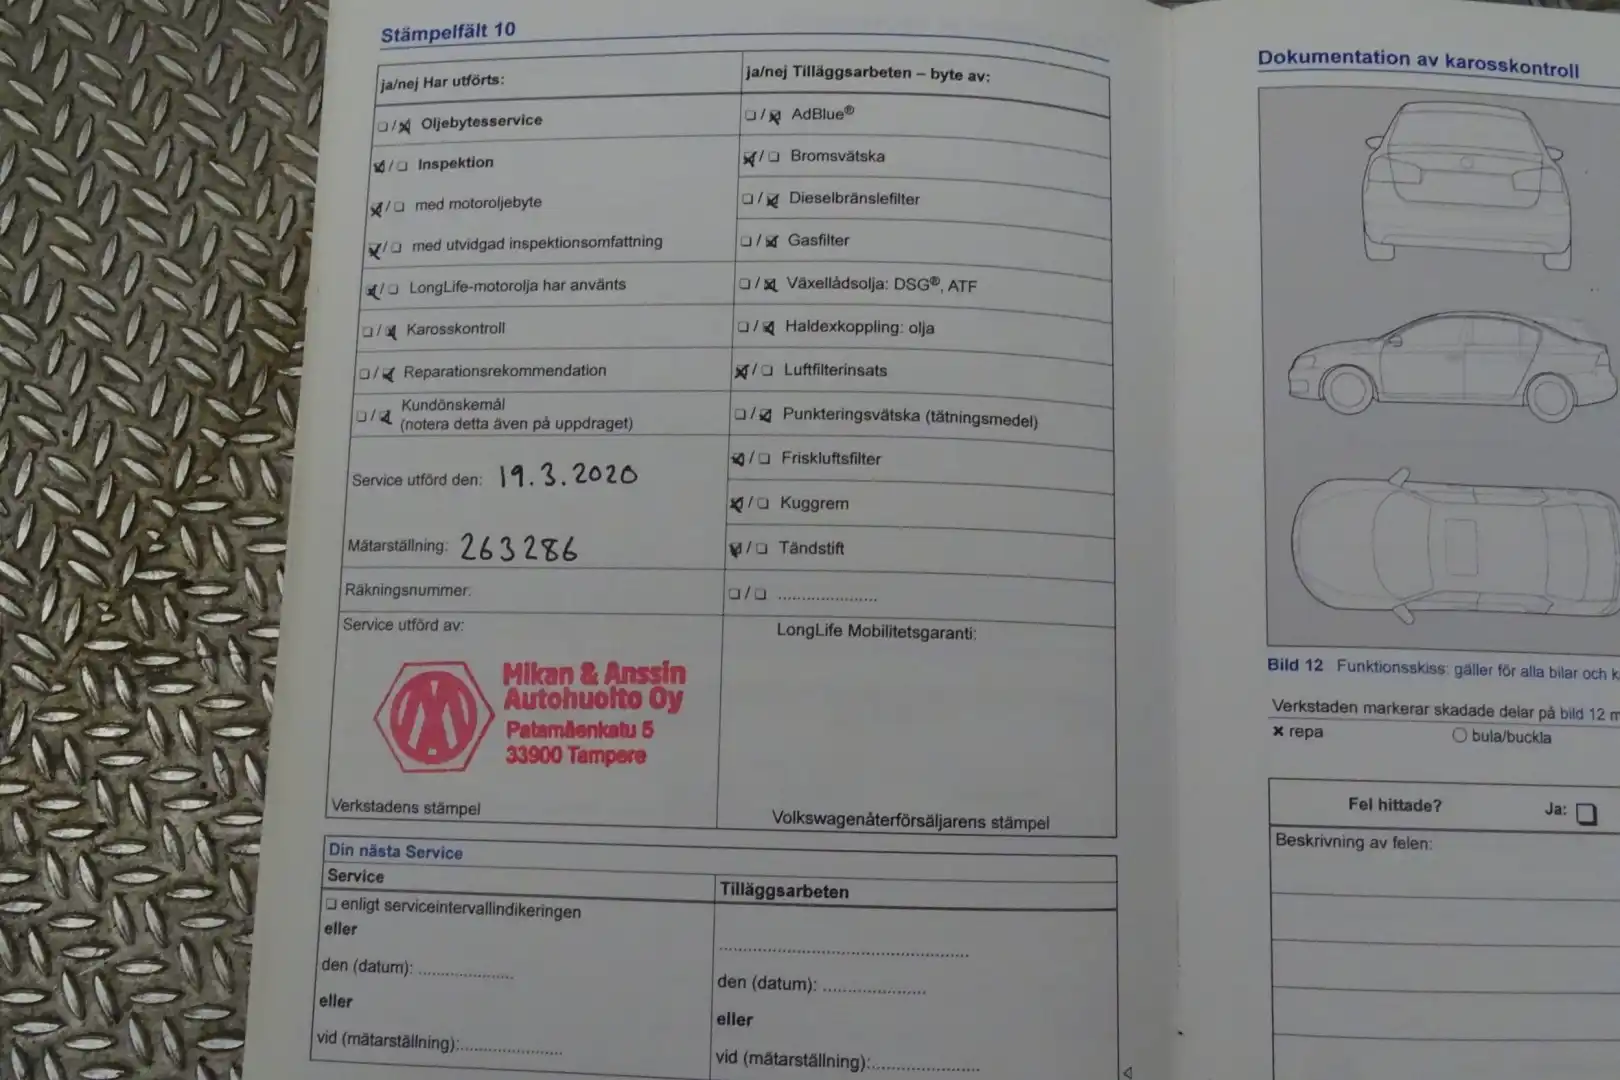 Stämpelfält 10
ja/nej Har utförts:
☐/☒ Oljebytesservice
☒/☐ Inspektion
☒/☐ med motoroljebyte
☒/☐ med utvidgad inspektionsomfattning
☒/☐ LongLife-motorolja har använts
☐/☒ Karosskontroll
☐/☒ Reparationsrekommendation
☐/☒ Kundönskemål
(notera detta även på uppdraget)
Service utförd den: 19.3.2020
Mätarställning: 263286
Räkningsnummer:
Service utförd av:
Mikan & Anssin
Autohuolto Oy
Patamäenkatu 5
33900 Tampere
Verkstadens stämpel
ja/nej Tilläggsarbeten – byte av:
☐/☒ AdBlue®
☒/☐ Bromsvätska
☐/☒ Dieselbränslefilter
☐/☒ Gasfilter
☐/☒ Växellådsolja: DSG®, ATF
☐/☒ Haldexkoppling: olja
☒/☐ Luftfilterinsats
☐/☒ Punkteringsvätska (tätningsmedel)
☒/☐ Friskluftsfilter
☒/☐ Kuggrem
☒/☐ Tändstift
☐/☐ ....................
LongLife Mobilitetsgaranti:
Volkswagenåterförsäljarens stämpel
Din nästa Service
Service
☐ enligt serviceintervallindikeringen
eller
den (datum): ....................
eller
vid (mätarställning):.....................
Tilläggsarbeten
..................................................
den (datum): ......................
eller
vid (mätarställning):......................
Dokumentation av karosskontroll
Bild 12 Funktionsskiss: gäller för alla bilar och k
Verkstaden markerar skadade delar på bild 12 m
× repa
○ bula/buckla
Fel hittade?
Ja: ☐
Beskrivning av felen: